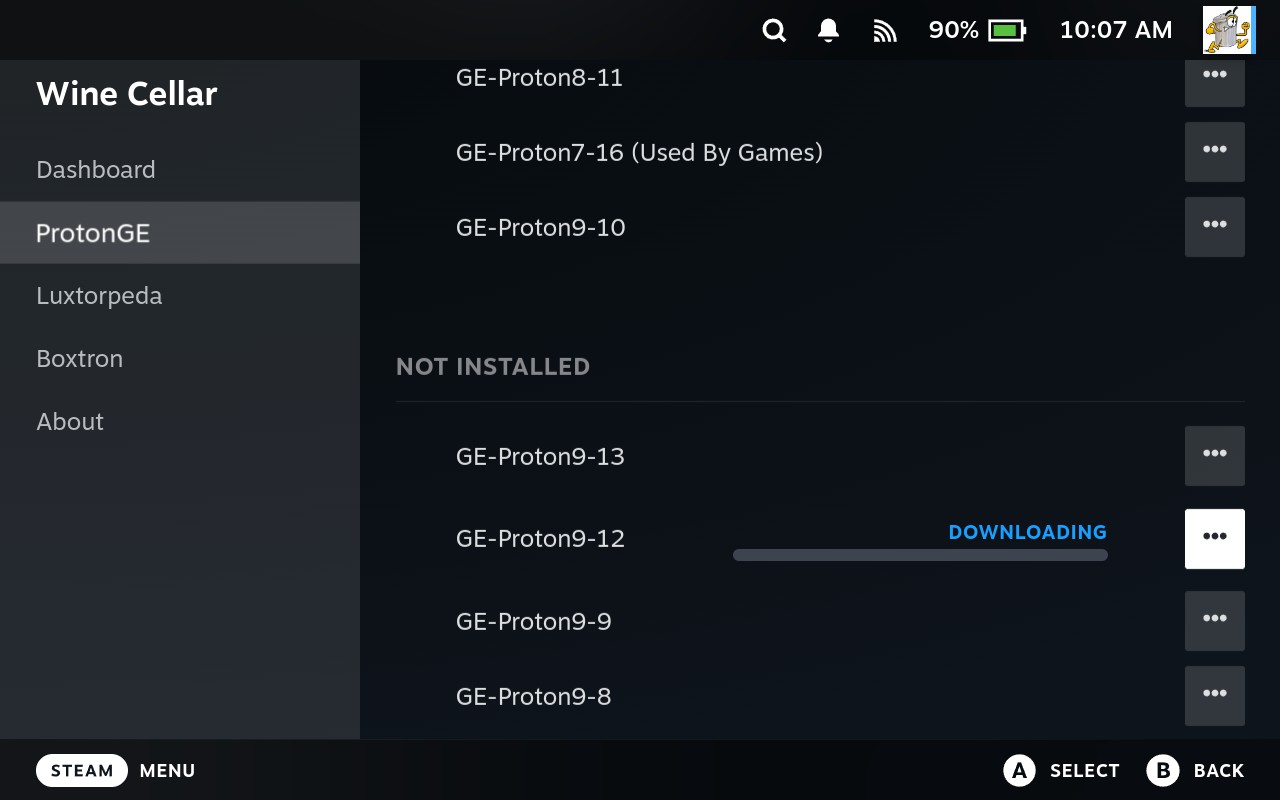 90%
10:07 AM
Wine Cellar
Dashboard
ProtonGE
Luxtorpeda
Boxtron
About
GE-Proton8-11
GE-Proton7-16 (Used By Games)
GE-Proton9-10
NOT INSTALLED
GE-Proton9-13
GE-Proton9-12
DOWNLOADING
GE-Proton9-9
GE-Proton9-8
STEAM MENU
A SELECT
B BACK